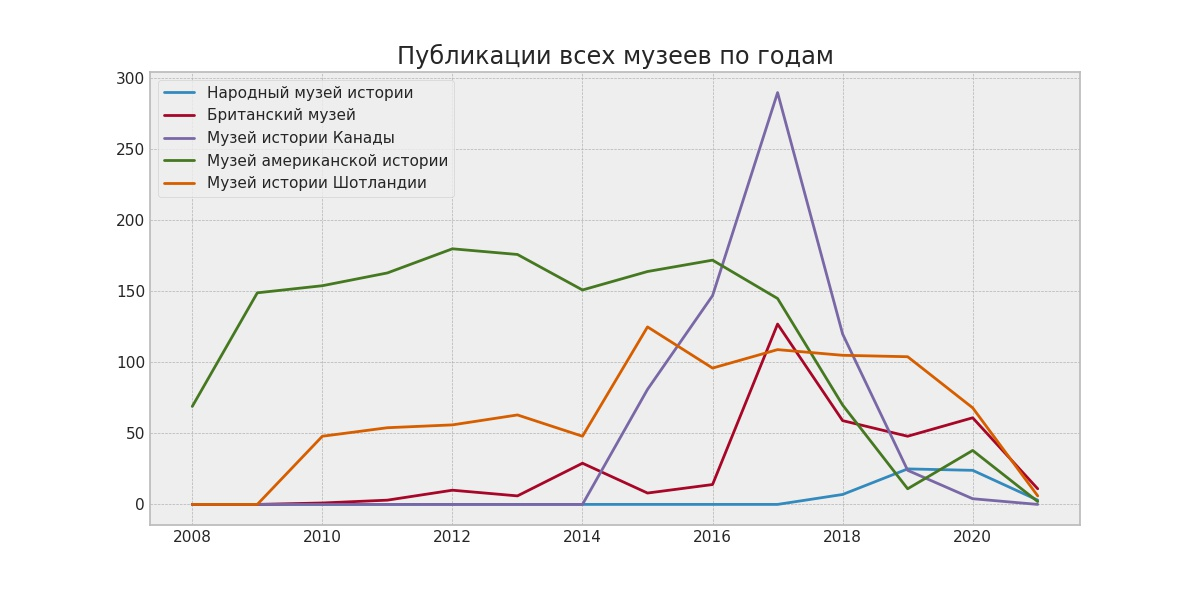 Публикации всех музеев по годам
300
250
200
150
100
50
0
Народный музей истории
Британский музей
Музей истории Канады
Музей американской истории
Музей истории Шотландии
2008 2010 2012 2014 2016 2018 2020